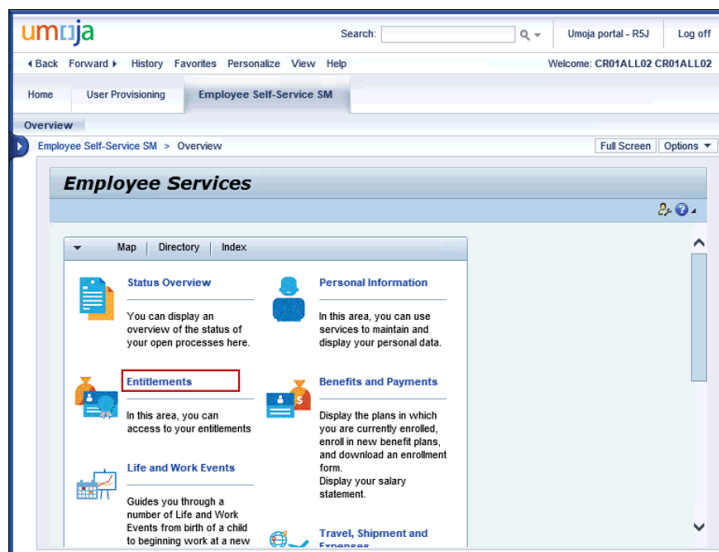 umoja
Search:
Umoja portal - R5J
Log off
Back Forward History Favorites Personalize View Help
Welcome: CR01ALL02 CR01ALL02
Home User Provisioning Employee Self-Service SM
Overview
Employee Self-Service SM > Overview
Full Screen Options
Employee Services
Map Directory Index
Status Overview
You can display an
overview of the status of
your open processes here.
Personal Information
In this area, you can use
services to maintain and
display your personal data.
Entitlements
In this area, you can
access to your entitlements
Benefits and Payments
Display the plans in which
you are currently enrolled,
enroll in new benefit plans,
and download an enrollment
form.
Display your salary
statement.
Life and Work Events
Guides you through a
number of Life and Work
Events from birth of a child
to beginning work at a new
Travel, Shipment and
Expenses